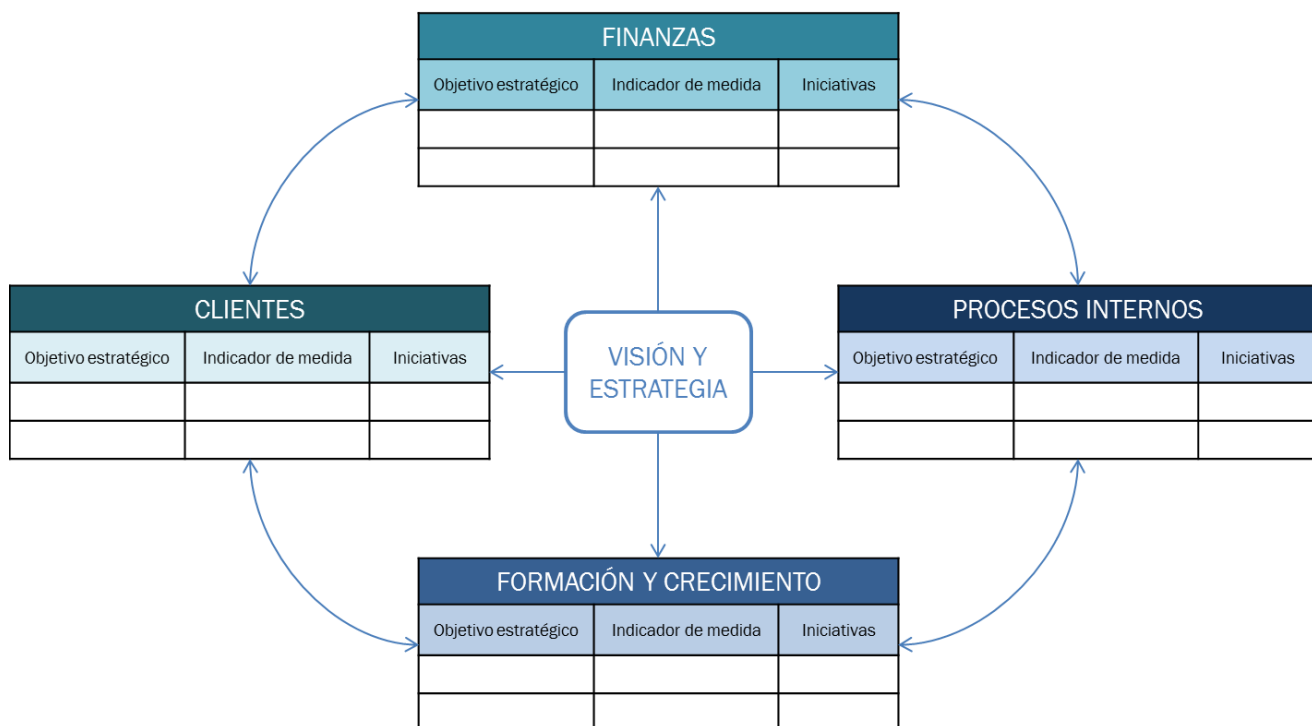 FINANZAS
Objetivo estratégico Indicador de medida Iniciativas
CLIENTES
Objetivo estratégico Indicador de medida Iniciativas
VISIÓN Y
ESTRATEGIA
PROCESOS INTERNOS
Objetivo estratégico Indicador de medida Iniciativas
FORMACIÓN Y CRECIMIENTO
Objetivo estratégico Indicador de medida Iniciativas